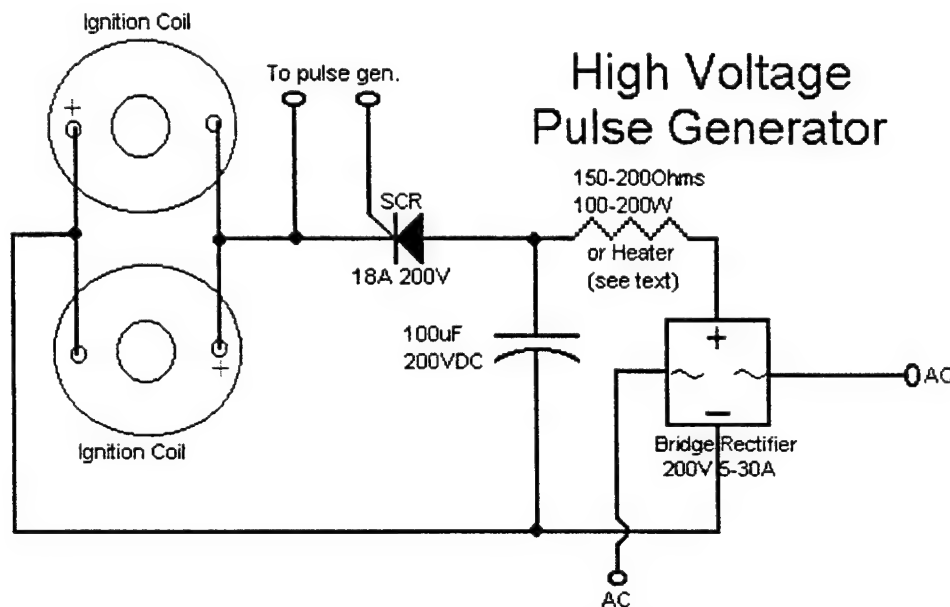 Ignition Coil
To pulse gen.
High Voltage
Pulse Generator
+
SCR
18A 200V
150-200Ohms
100-200W
or Heater
(see text)
100uF
200VDC
+
Ignition Coil
+
~ ~
−
AC
Bridge Rectifier
200V 5-30A
AC